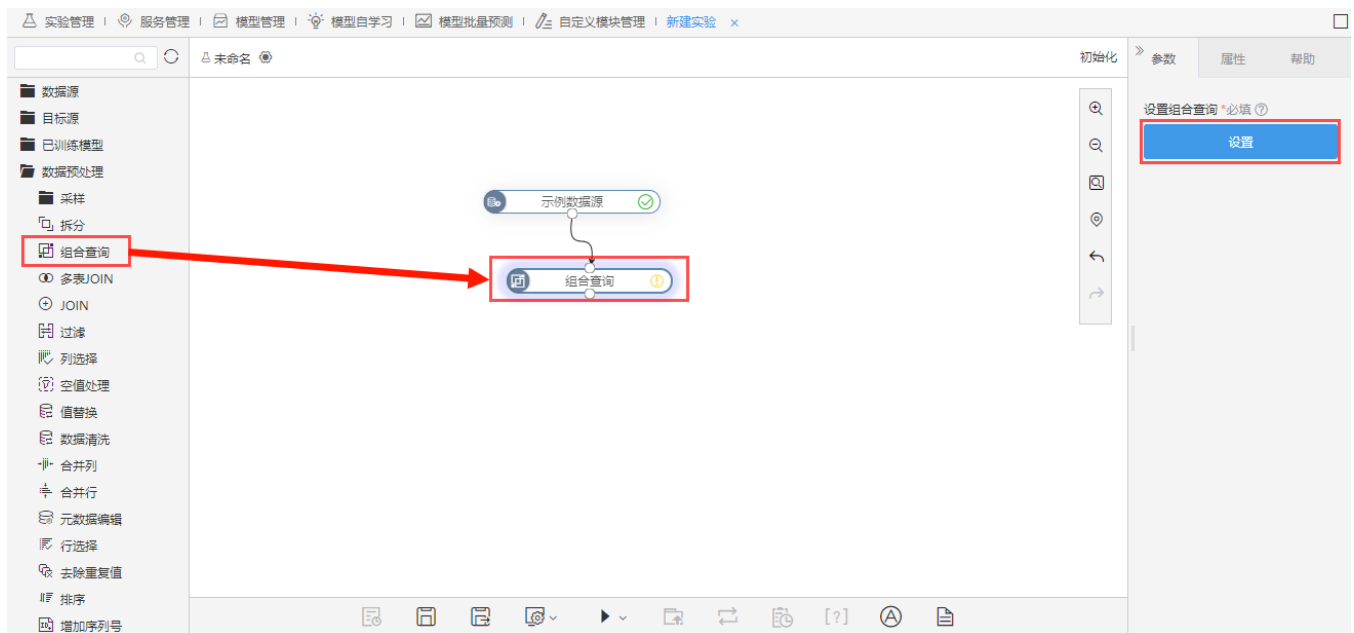 实验管理 服务管理 模型管理 模型自学习 模型批量预测 自定义模块管理 新建实验 ×
未命名 初始化
参数 属性 帮助
数据源
目标源
已训练模型
数据预处理
采样
拆分
组合查询
多表JOIN
JOIN
过滤
列选择
空值处理
值替换
数据清洗
合并列
合并行
元数据编辑
行选择
去除重复值
排序
增加序列号
示例数据源
组合查询
设置组合查询 *必填 ?
设置
[?]